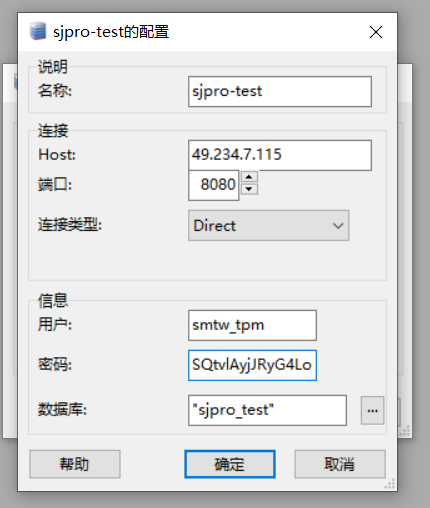 sjpro-test的配置
说明
名称:
sjpro-test
连接
Host:
49.234.7.115
端口:
8080
连接类型:
Direct
信息
用户:
smtw_tpm
密码:
SQtvlAyjJRyG4Lo
数据库:
"sjpro_test"
...
帮助
确定
取消